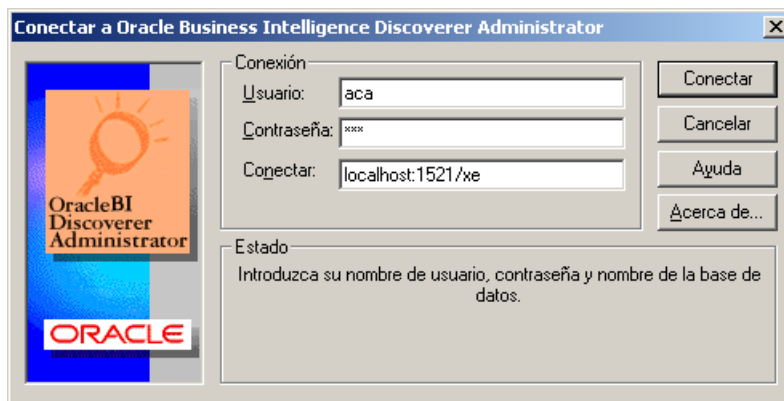 Conectar a Oracle Business Intelligence Discoverer Administrator
OracleBI
Discoverer
Administrator
ORACLE
Conexión
Usuario:
aca
Contraseña:
***
Conectar:
localhost:1521/xe
Conectar
Cancelar
Ayuda
Acerca de...
Estado
Introduzca su nombre de usuario, contraseña y nombre de la base de
datos.